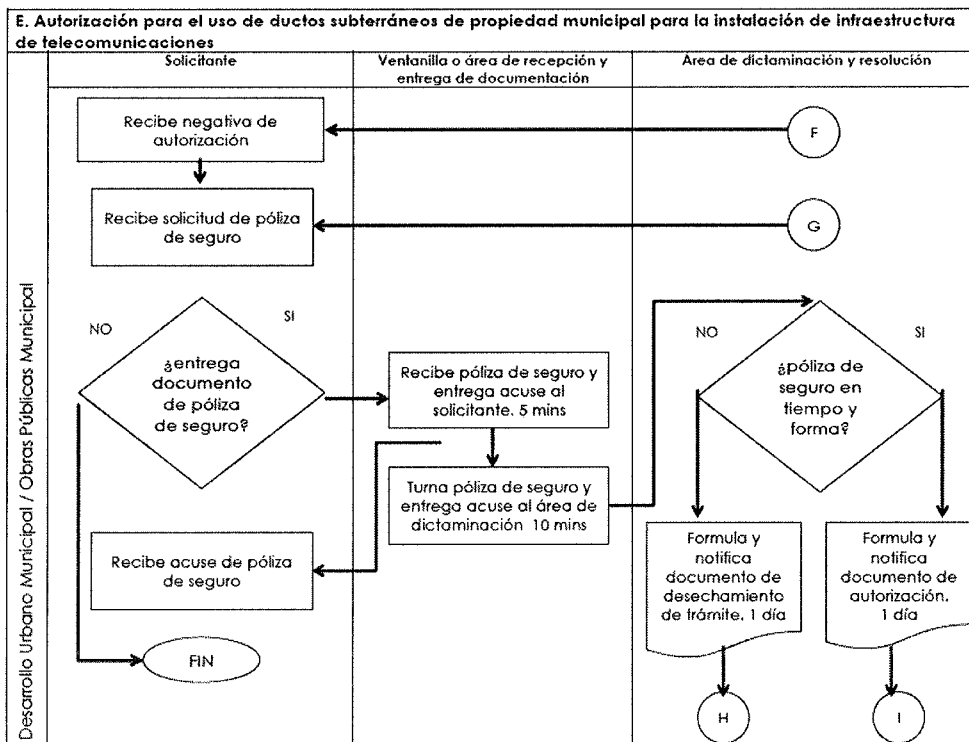 E. Autorización para el uso de ductos subterráneos de propiedad municipal para la instalación de infraestructura
de telecomunicaciones
Solicitante
Ventanilla o área de recepción y
entrega de documentación
Área de dictaminación y resolución
Desarrollo Urbano Municipal / Obras Públicas Municipal
Recibe negativa de
autorización
F
Recibe solicitud de póliza
de seguro
G
NO
SI
¿entrega
documento
de póliza
de seguro?
Recibe póliza de seguro y
entrega acuse al
solicitante. 5 mins
NO
SI
¿póliza de
seguro en
tiempo y
forma?
Turna póliza de seguro y
entrega acuse al área de
dictaminación 10 mins
Recibe acuse de póliza
de seguro
Formula y
notifica
documento de
desechamiento
de trámite. 1 día
Formula y
notifica
documento de
autorización.
1 día
FIN
H
I